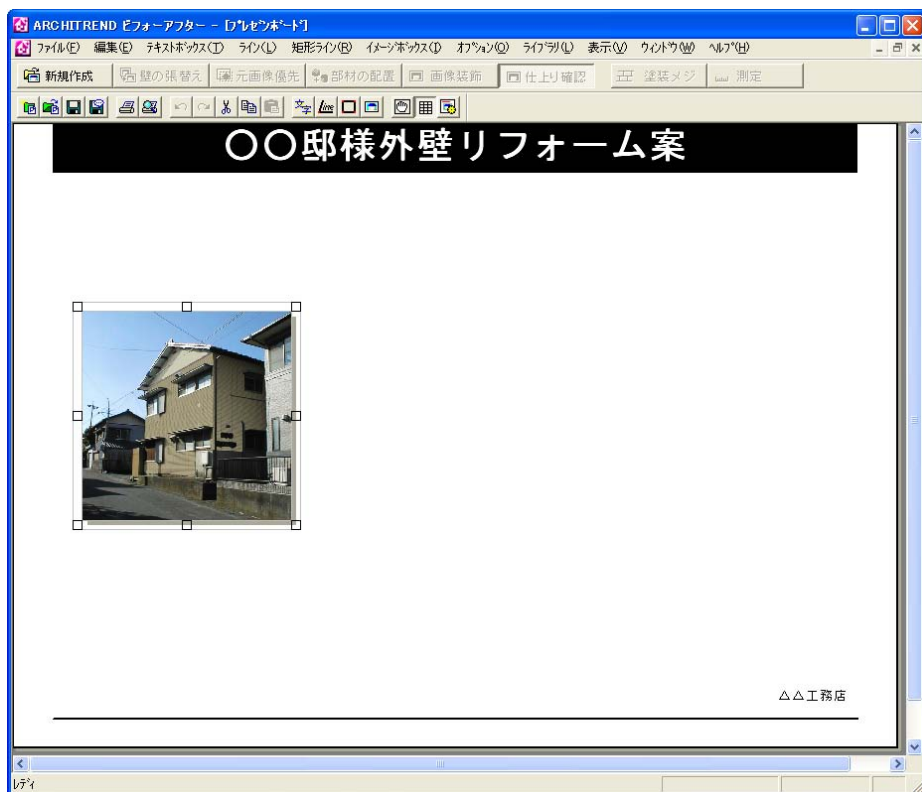 ARCHITREND ビフォーアフター - [ﾌﾟﾚｾﾞﾝﾎﾞｰﾄﾞ]
ﾌｧｲﾙ(F) 編集(E) ﾃｷｽﾄﾎﾞｯｸｽ(T) ﾗｲﾝ(L) 矩形ﾗｲﾝ(R) ｲﾒｰｼﾞﾎﾞｯｸｽ(I) ｵﾌﾟｼｮﾝ(O) ﾗｲﾌﾞﾗﾘ(L) 表示(V) ｳｨﾝﾄﾞｳ(W) ﾍﾙﾌﾟ(H)
新規作成 壁の張替え 元画像優先 部材の配置 画像装飾 仕上り確認 塗装メジ 測定
文字 Line
〇〇邸様外壁リフォーム案
△△工務店
ﾚﾃﾞｨ